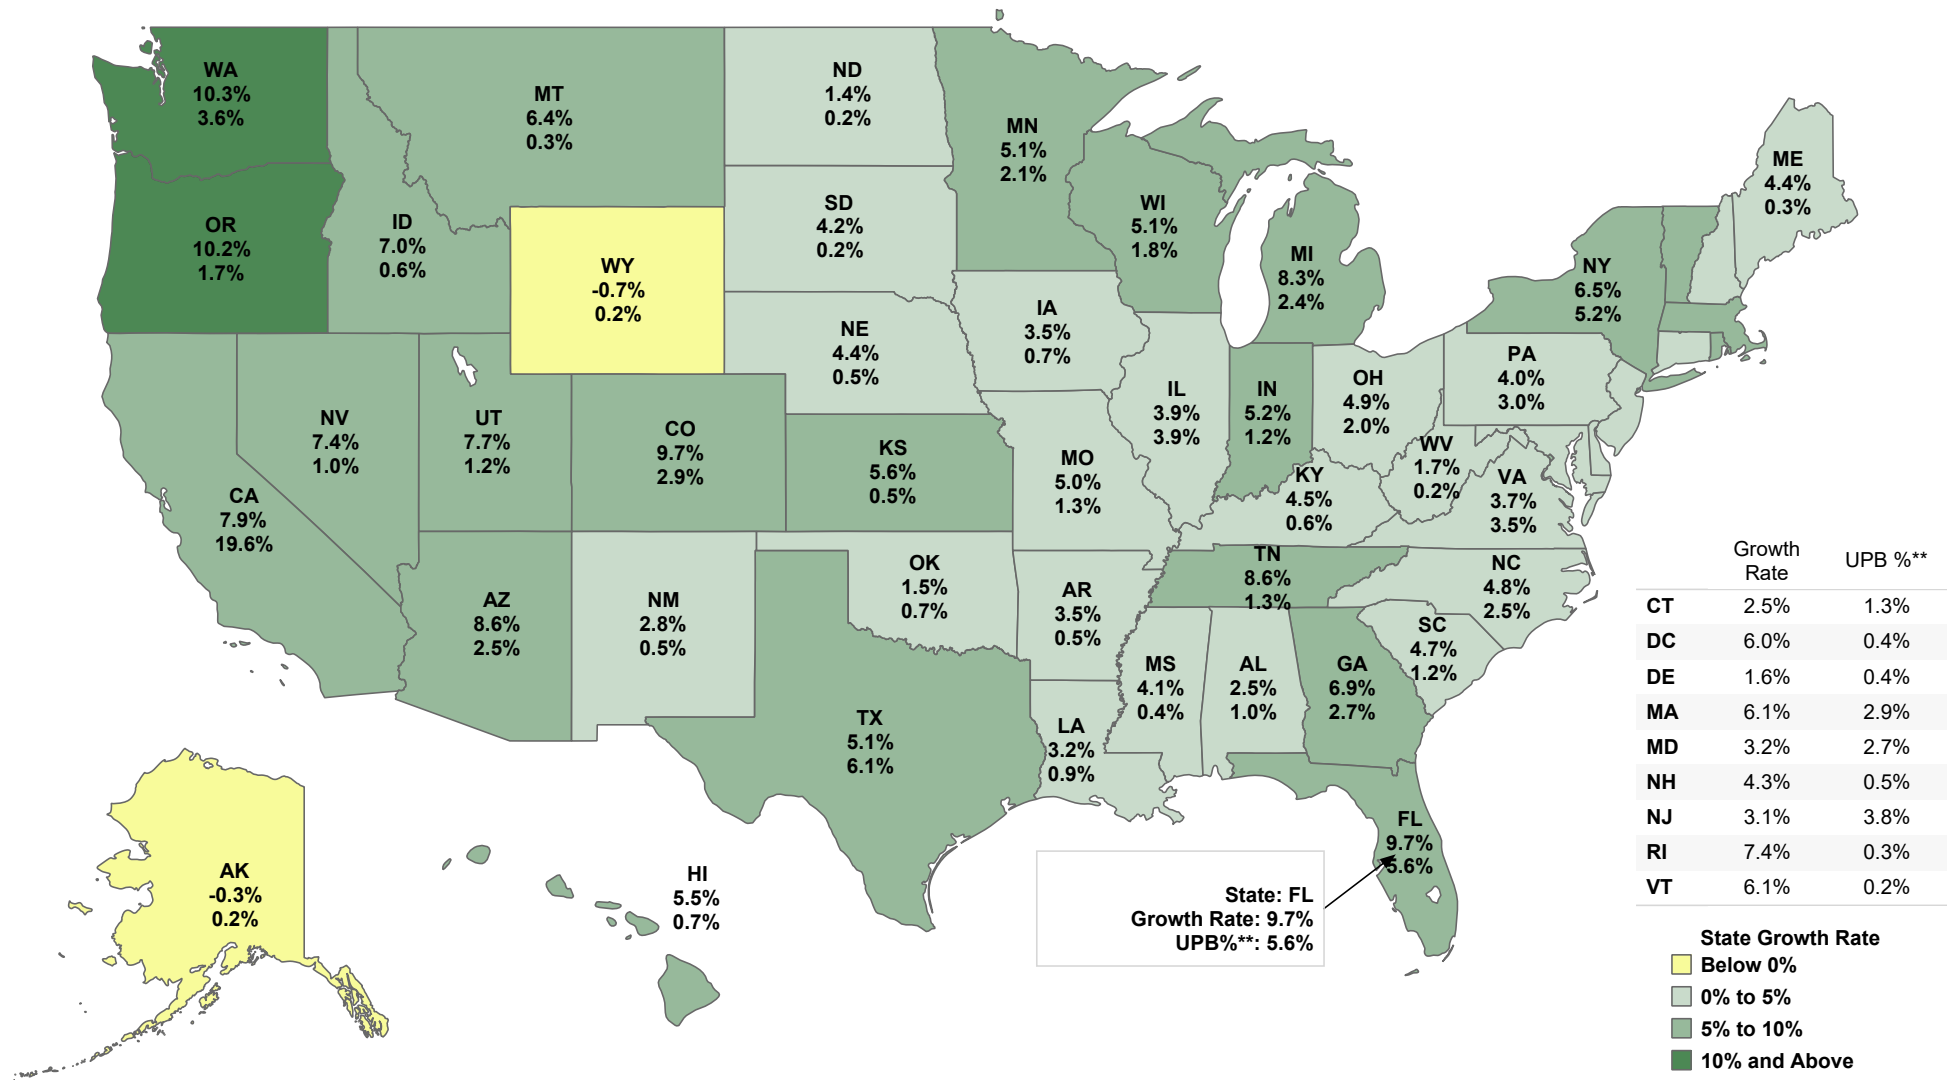 WA
10.3%
3.6%
MT
6.4%
0.3%
ND
1.4%
0.2%
MN
5.1%
2.1%
ME
4.4%
0.3%
OR
10.2%
1.7%
ID
7.0%
0.6%
WY
-0.7%
0.2%
SD
4.2%
0.2%
WI
5.1%
1.8%
MI
8.3%
2.4%
NY
6.5%
5.2%
NE
4.4%
0.5%
IA
3.5%
0.7%
PA
4.0%
3.0%
NV
7.4%
1.0%
UT
7.7%
1.2%
CO
9.7%
2.9%
KS
5.6%
0.5%
MO
5.0%
1.3%
IL
3.9%
3.9%
IN
5.2%
1.2%
OH
4.9%
2.0%
WV
1.7%
0.2%
KY
4.5%
0.6%
VA
3.7%
3.5%
CA
7.9%
19.6%
AZ
8.6%
2.5%
NM
2.8%
0.5%
OK
1.5%
0.7%
AR
3.5%
0.5%
TN
8.6%
1.3%
NC
4.8%
2.5%
SC
4.7%
1.2%
MS
4.1%
0.4%
AL
2.5%
1.0%
GA
6.9%
2.7%
TX
5.1%
6.1%
LA
3.2%
0.9%
FL
9.7%
5.6%
AK
-0.3%
0.2%
HI
5.5%
0.7%
State: FL
Growth Rate: 9.7%
UPB%**: 5.6%
Growth Rate UPB %**
CT 2.5% 1.3%
DC 6.0% 0.4%
DE 1.6% 0.4%
MA 6.1% 2.9%
MD 3.2% 2.7%
NH 4.3% 0.5%
NJ 3.1% 3.8%
RI 7.4% 0.3%
VT 6.1% 0.2%
State Growth Rate
Below 0%
0% to 5%
5% to 10%
10% and Above